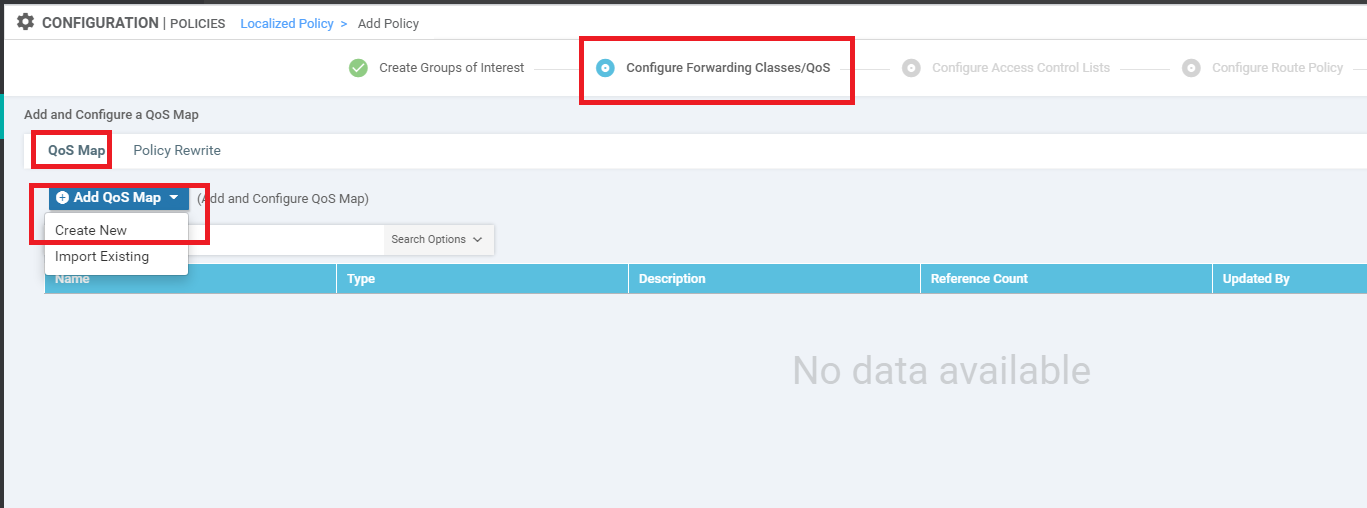 CONFIGURATION | POLICIES Localized Policy > Add Policy
Create Groups of Interest Configure Forwarding Classes/QoS Configure Access Control Lists Configure Route Policy
Add and Configure a QoS Map
QoS Map Policy Rewrite
Add QoS Map (Add and Configure QoS Map)
Create New
Search Options
Import Existing
Name Type Description Reference Count Updated By
No data available